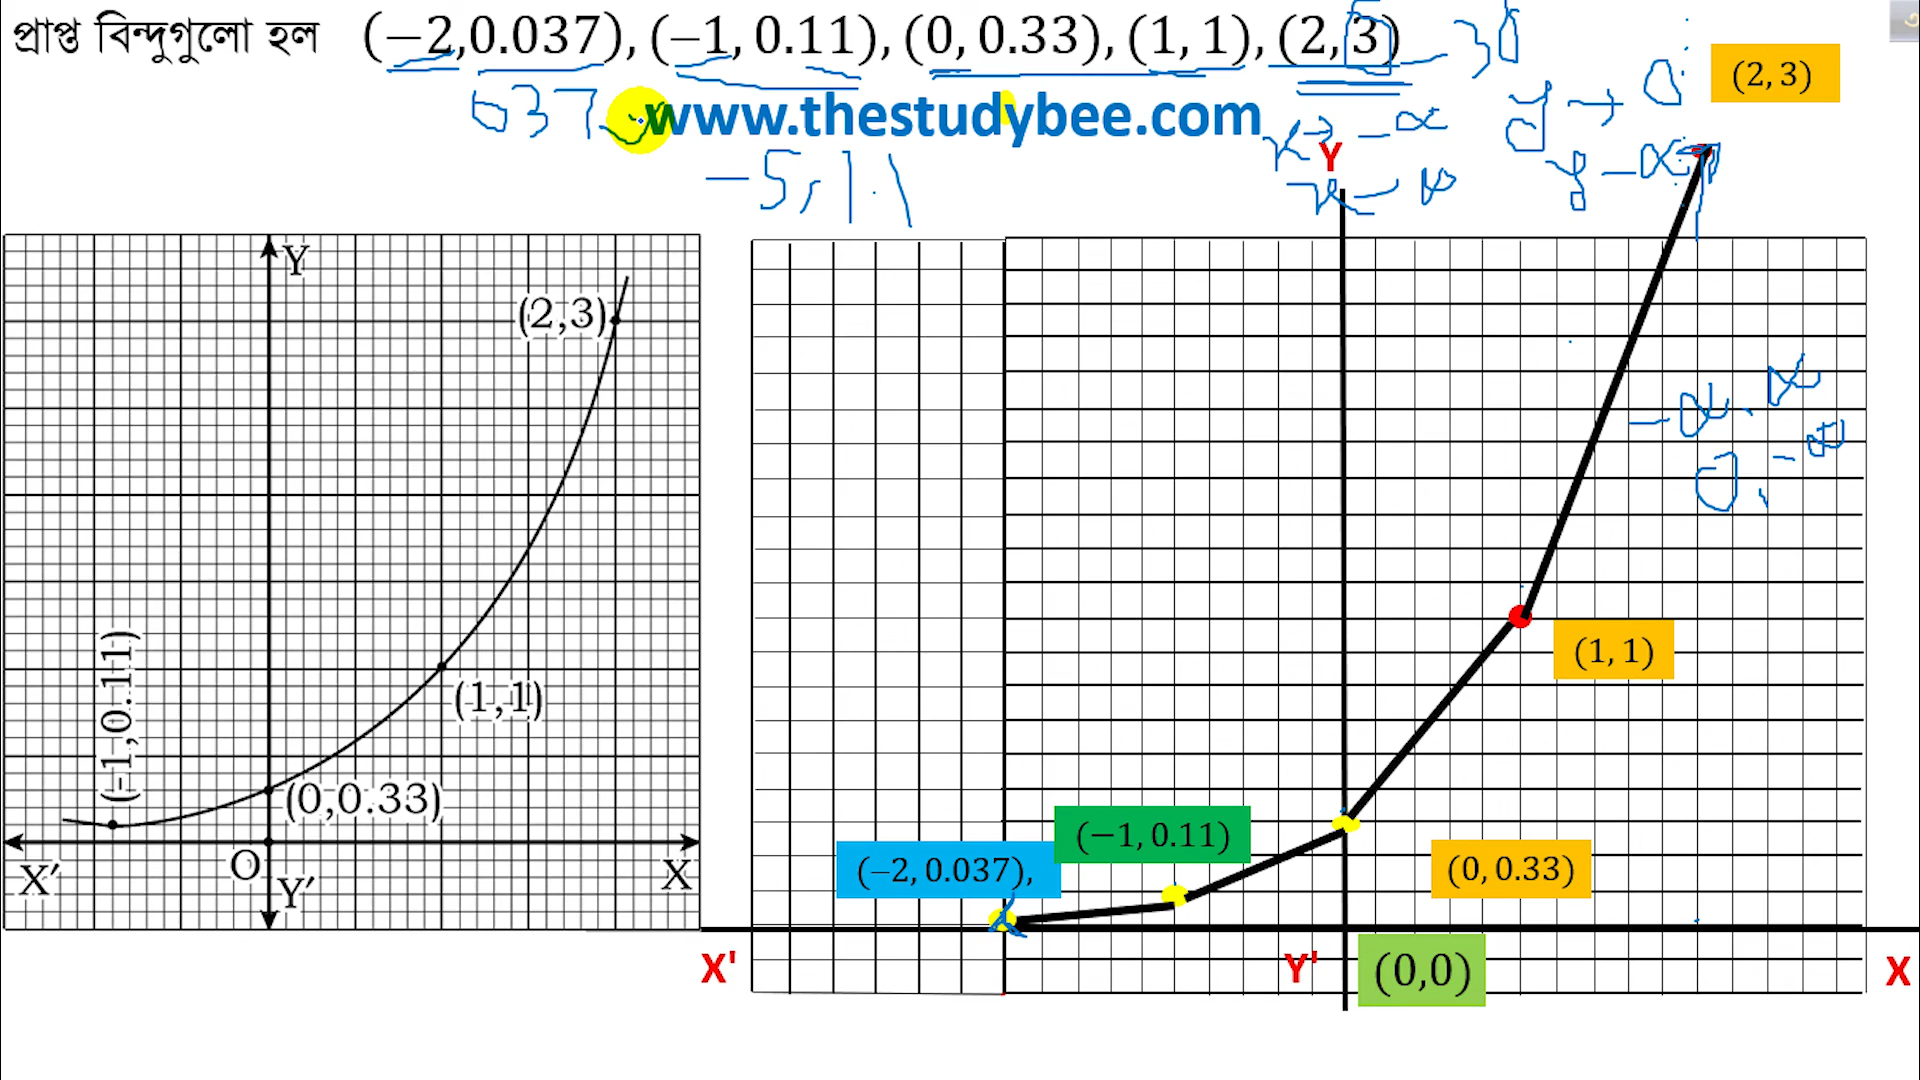 প্রাপ্ত বিন্দুগুলো হল (−2,0.037), (−1, 0.11), (0, 0.33), (1, 1), (2, 3)
(2, 3)
www.thestudybee.com
Y
−5,
Y
(2,3)
(1,1)
(-1,0.11)
(0,0.33)
O
X′
Y′
X
(1, 1)
(−1, 0.11)
(−2, 0.037),
(0, 0.33)
X'
Y'
(0,0)
X